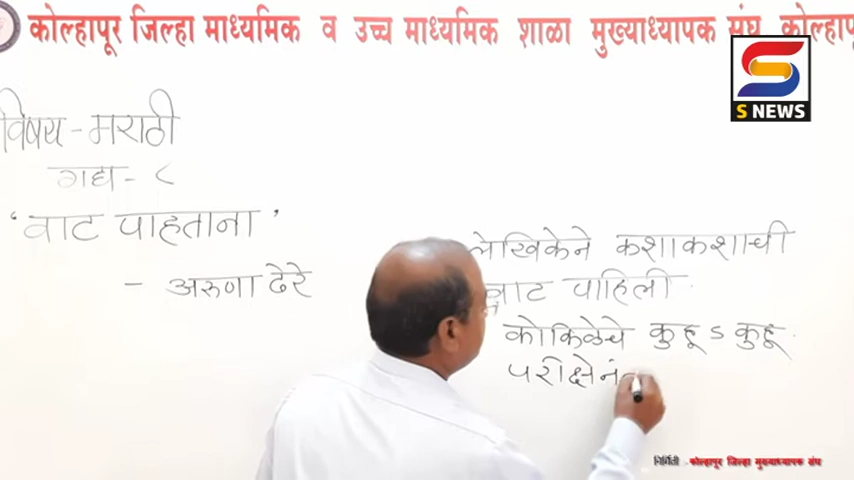 कोल्हापूर जिल्हा माध्यमिक व उच्च माध्यमिक शाळा मुख्याध्यापक संघ कोल्हापू
S NEWS
विषय - मराठी
गद्य - ८
'वाट पाहताना'
- अरुणा ढेरे
लेखिकेने कशाकशाची
वाट पाहिली.
कोकिळेचे कुहू ऽ कुहू.
परीक्षेनं
निर्मिती - कोल्हापूर जिल्हा मुख्याध्यापक संघ